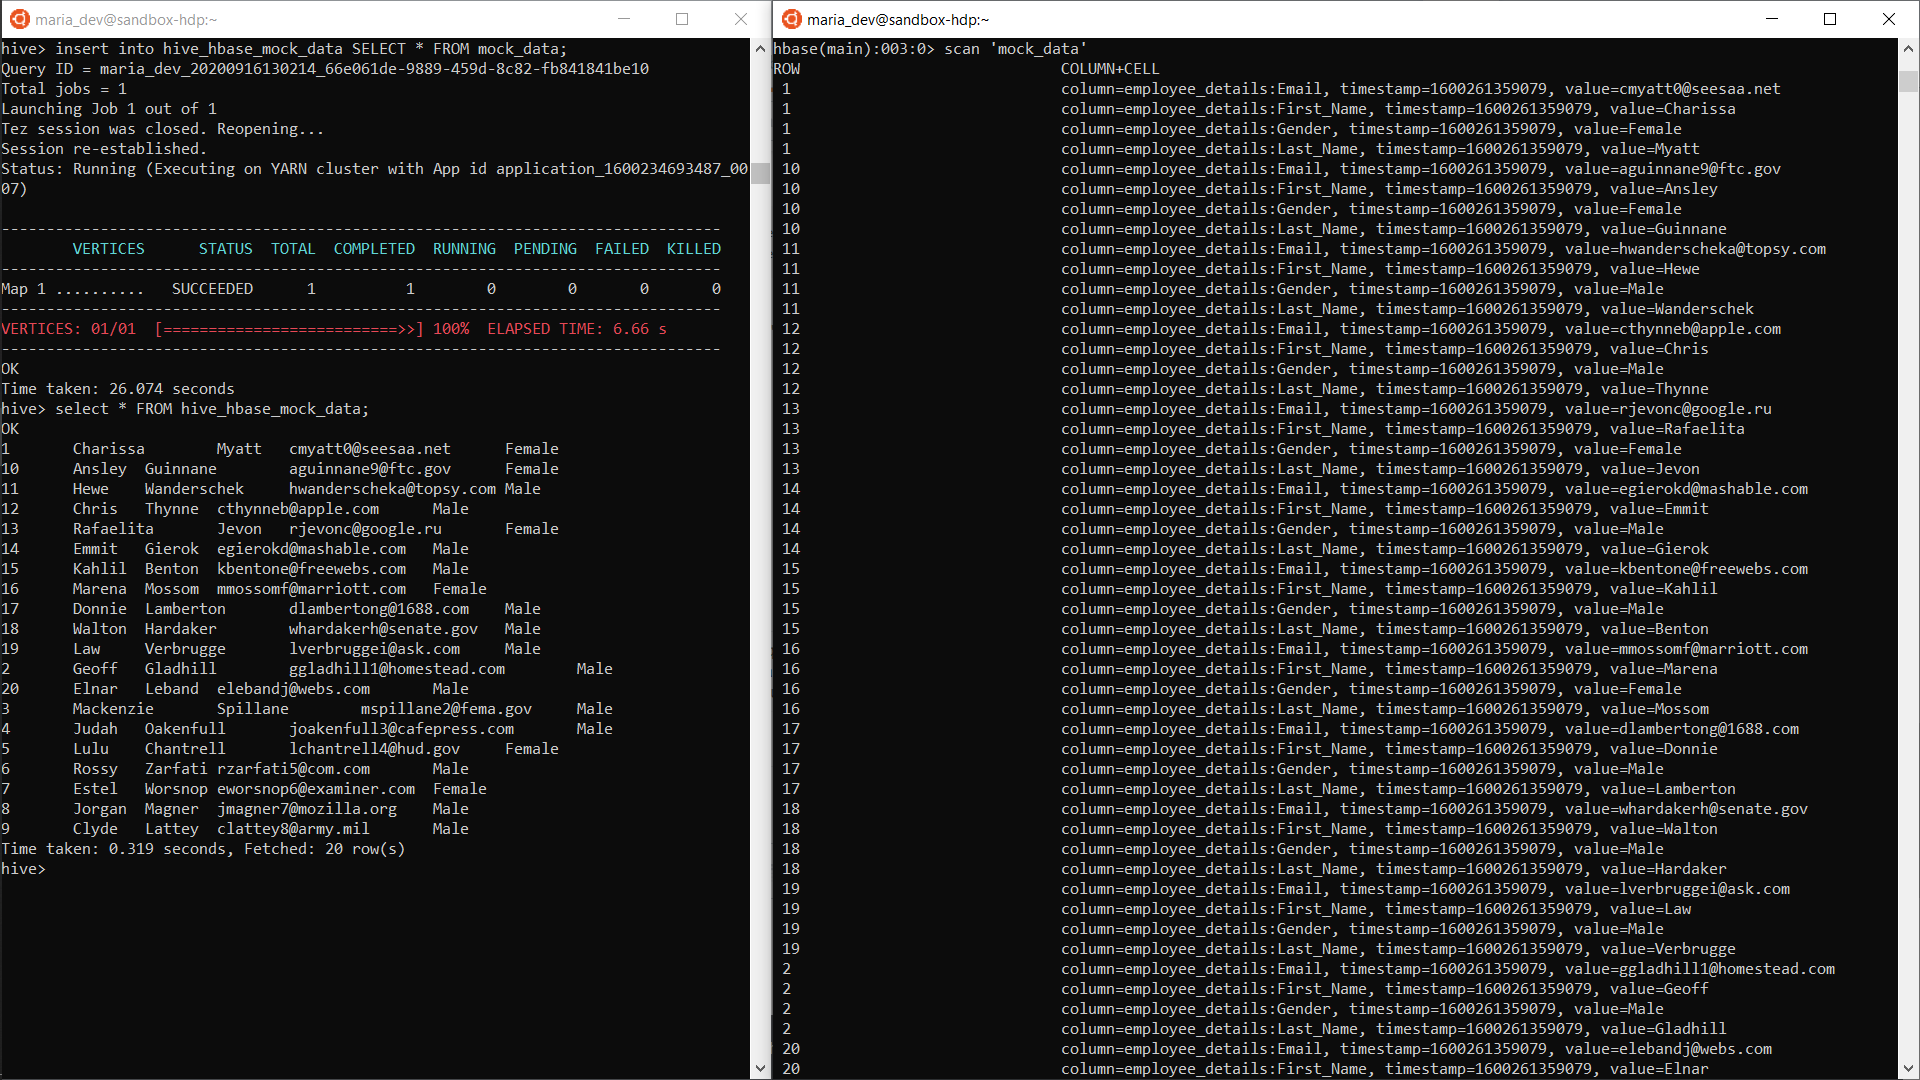 maria_dev@sandbox-hdp:~
hive> insert into hive_hbase_mock_data SELECT * FROM mock_data;
Query ID = maria_dev_20200916130214_66e061de-9889-459d-8c82-fb841841be10
Total jobs = 1
Launching Job 1 out of 1
Tez session was closed. Reopening...
Session re-established.
Status: Running (Executing on YARN cluster with App id application_1600234693487_00
07)
--------------------------------------------------------------------------------
VERTICES STATUS TOTAL COMPLETED RUNNING PENDING FAILED KILLED
--------------------------------------------------------------------------------
Map 1 .......... SUCCEEDED 1 1 0 0 0 0
--------------------------------------------------------------------------------
VERTICES: 01/01 [==========================>>] 100% ELAPSED TIME: 6.66 s
--------------------------------------------------------------------------------
OK
Time taken: 26.074 seconds
hive> select * FROM hive_hbase_mock_data;
OK
1 Charissa Myatt cmyatt0@seesaa.net Female
10 Ansley Guinnane aguinnane9@ftc.gov Female
11 Hewe Wanderschek hwanderscheka@topsy.com Male
12 Chris Thynne cthynneb@apple.com Male
13 Rafaelita Jevon rjevonc@google.ru Female
14 Emmit Gierok egierokd@mashable.com Male
15 Kahlil Benton kbentone@freewebs.com Male
16 Marena Mossom mmossomf@marriott.com Female
17 Donnie Lamberton dlambertong@1688.com Male
18 Walton Hardaker whardakerh@senate.gov Male
19 Law Verbrugge lverbruggei@ask.com Male
2 Geoff Gladhill ggladhill1@homestead.com Male
20 Elnar Leband elebandj@webs.com Male
3 Mackenzie Spillane mspillane2@fema.gov Male
4 Judah Oakenfull joakenfull3@cafepress.com Male
5 Lulu Chantrell lchantrell4@hud.gov Female
6 Rossy Zarfati rzarfati5@com.com Male
7 Estel Worsnop eworsnop6@examiner.com Female
8 Jorgan Magner jmagner7@mozilla.org Male
9 Clyde Lattey clattey8@army.mil Male
Time taken: 0.319 seconds, Fetched: 20 row(s)
hive>
maria_dev@sandbox-hdp:~
hbase(main):003:0> scan 'mock_data'
ROW COLUMN+CELL
1 column=employee_details:Email, timestamp=1600261359079, value=cmyatt0@seesaa.net
1 column=employee_details:First_Name, timestamp=1600261359079, value=Charissa
1 column=employee_details:Gender, timestamp=1600261359079, value=Female
1 column=employee_details:Last_Name, timestamp=1600261359079, value=Myatt
10 column=employee_details:Email, timestamp=1600261359079, value=aguinnane9@ftc.gov
10 column=employee_details:First_Name, timestamp=1600261359079, value=Ansley
10 column=employee_details:Gender, timestamp=1600261359079, value=Female
10 column=employee_details:Last_Name, timestamp=1600261359079, value=Guinnane
11 column=employee_details:Email, timestamp=1600261359079, value=hwanderscheka@topsy.com
11 column=employee_details:First_Name, timestamp=1600261359079, value=Hewe
11 column=employee_details:Gender, timestamp=1600261359079, value=Male
11 column=employee_details:Last_Name, timestamp=1600261359079, value=Wanderschek
12 column=employee_details:Email, timestamp=1600261359079, value=cthynneb@apple.com
12 column=employee_details:First_Name, timestamp=1600261359079, value=Chris
12 column=employee_details:Gender, timestamp=1600261359079, value=Male
12 column=employee_details:Last_Name, timestamp=1600261359079, value=Thynne
13 column=employee_details:Email, timestamp=1600261359079, value=rjevonc@google.ru
13 column=employee_details:First_Name, timestamp=1600261359079, value=Rafaelita
13 column=employee_details:Gender, timestamp=1600261359079, value=Female
13 column=employee_details:Last_Name, timestamp=1600261359079, value=Jevon
14 column=employee_details:Email, timestamp=1600261359079, value=egierokd@mashable.com
14 column=employee_details:First_Name, timestamp=1600261359079, value=Emmit
14 column=employee_details:Gender, timestamp=1600261359079, value=Male
14 column=employee_details:Last_Name, timestamp=1600261359079, value=Gierok
15 column=employee_details:Email, timestamp=1600261359079, value=kbentone@freewebs.com
15 column=employee_details:First_Name, timestamp=1600261359079, value=Kahlil
15 column=employee_details:Gender, timestamp=1600261359079, value=Male
15 column=employee_details:Last_Name, timestamp=1600261359079, value=Benton
16 column=employee_details:Email, timestamp=1600261359079, value=mmossomf@marriott.com
16 column=employee_details:First_Name, timestamp=1600261359079, value=Marena
16 column=employee_details:Gender, timestamp=1600261359079, value=Female
16 column=employee_details:Last_Name, timestamp=1600261359079, value=Mossom
17 column=employee_details:Email, timestamp=1600261359079, value=dlambertong@1688.com
17 column=employee_details:First_Name, timestamp=1600261359079, value=Donnie
17 column=employee_details:Gender, timestamp=1600261359079, value=Male
17 column=employee_details:Last_Name, timestamp=1600261359079, value=Lamberton
18 column=employee_details:Email, timestamp=1600261359079, value=whardakerh@senate.gov
18 column=employee_details:First_Name, timestamp=1600261359079, value=Walton
18 column=employee_details:Gender, timestamp=1600261359079, value=Male
18 column=employee_details:Last_Name, timestamp=1600261359079, value=Hardaker
19 column=employee_details:Email, timestamp=1600261359079, value=lverbruggei@ask.com
19 column=employee_details:First_Name, timestamp=1600261359079, value=Law
19 column=employee_details:Gender, timestamp=1600261359079, value=Male
19 column=employee_details:Last_Name, timestamp=1600261359079, value=Verbrugge
2 column=employee_details:Email, timestamp=1600261359079, value=ggladhill1@homestead.com
2 column=employee_details:First_Name, timestamp=1600261359079, value=Geoff
2 column=employee_details:Gender, timestamp=1600261359079, value=Male
2 column=employee_details:Last_Name, timestamp=1600261359079, value=Gladhill
20 column=employee_details:Email, timestamp=1600261359079, value=elebandj@webs.com
20 column=employee_details:First_Name, timestamp=1600261359079, value=Elnar